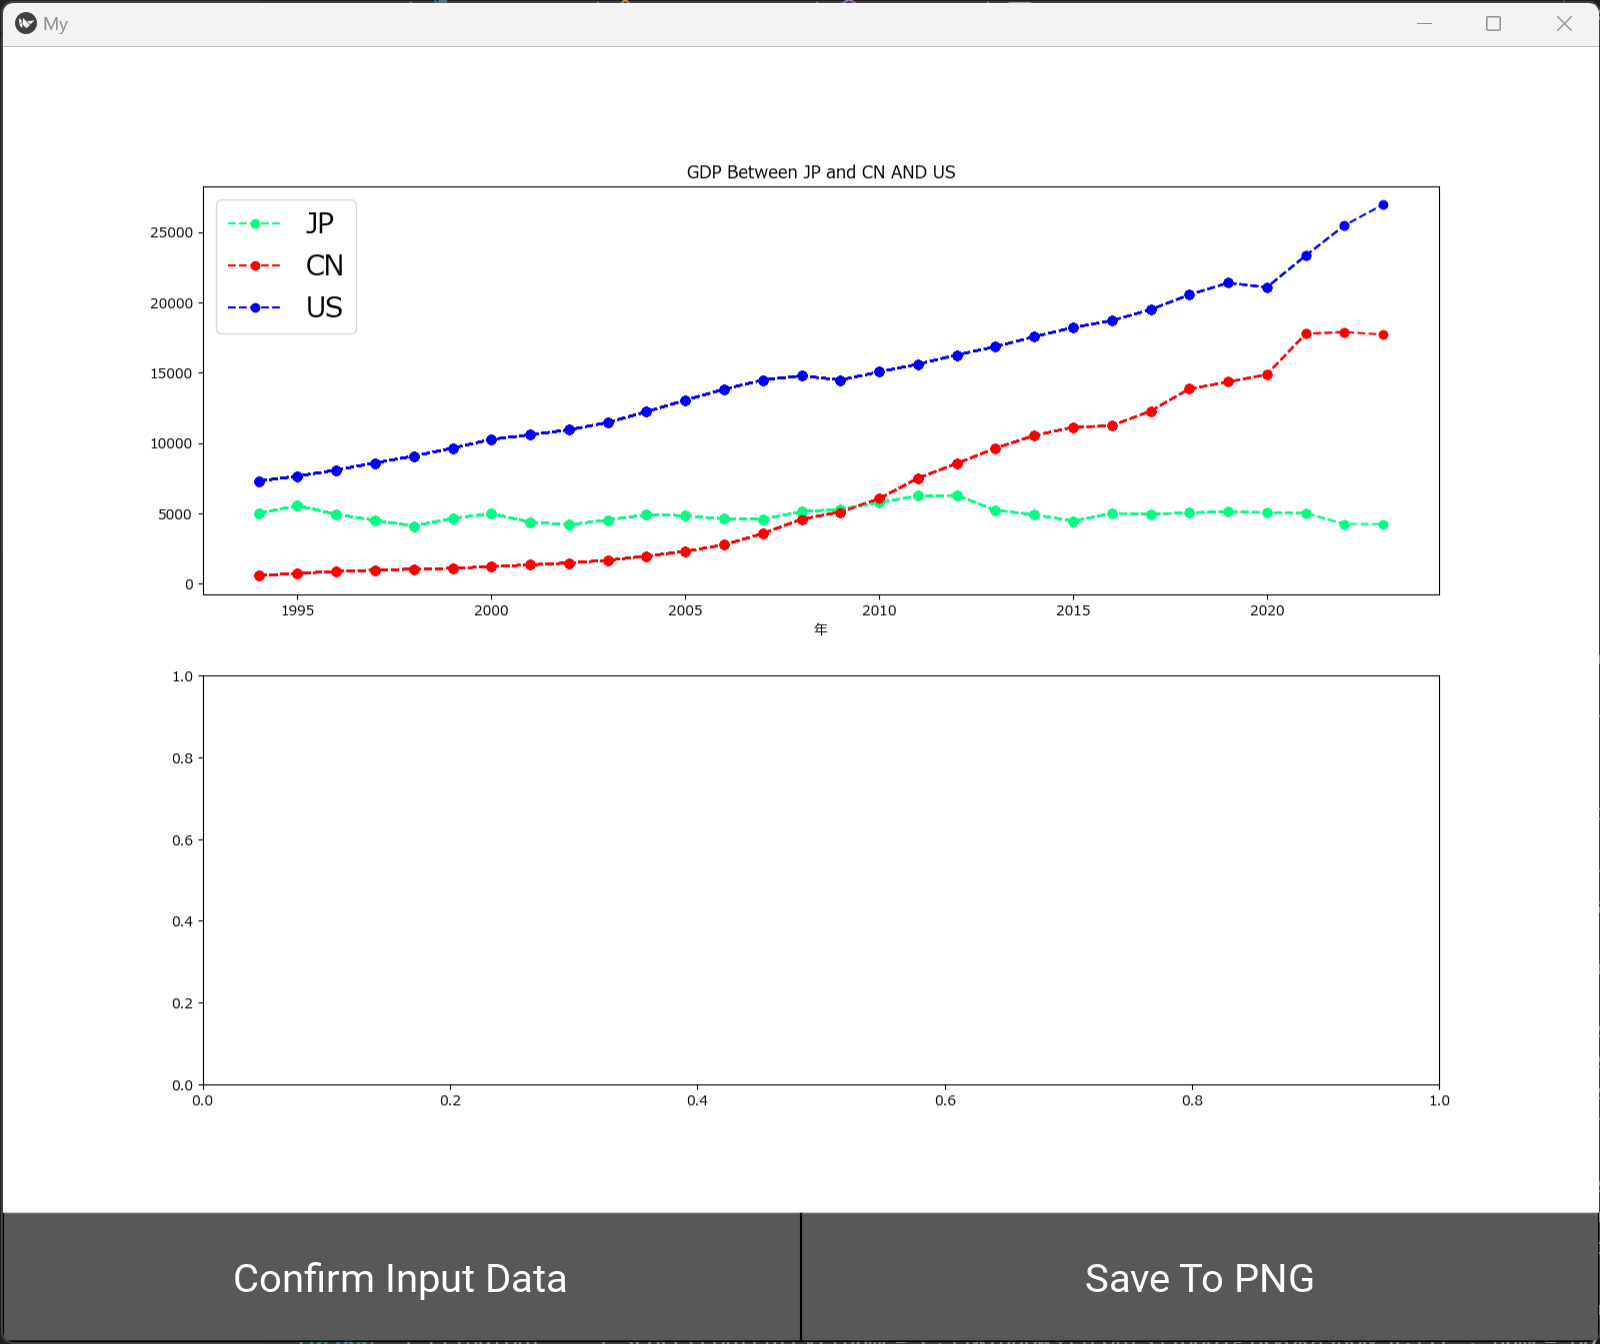 My
GDP Between JP and CN AND US
JP
CN
US
25000
20000
15000
10000
5000
0
1995 2000 2005 2010 2015 2020
年
1.0
0.8
0.6
0.4
0.2
0.0
0.0 0.2 0.4 0.6 0.8 1.0
Confirm Input Data Save To PNG